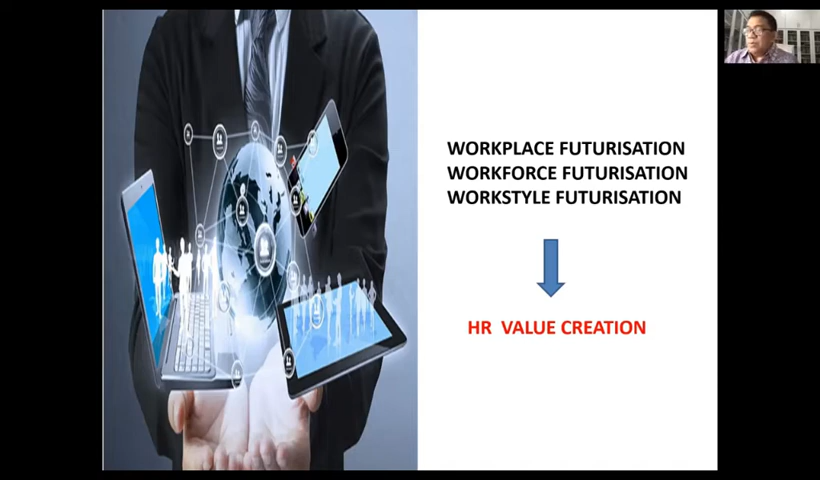 WORKPLACE FUTURISATION
WORKFORCE FUTURISATION
WORKSTYLE FUTURISATION
HR VALUE CREATION